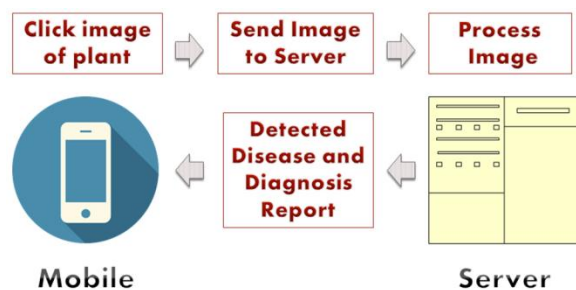 Click image
of plant
Send Image
to Server
Process
Image
Detected
Disease and
Diagnosis
Report
Mobile
Server